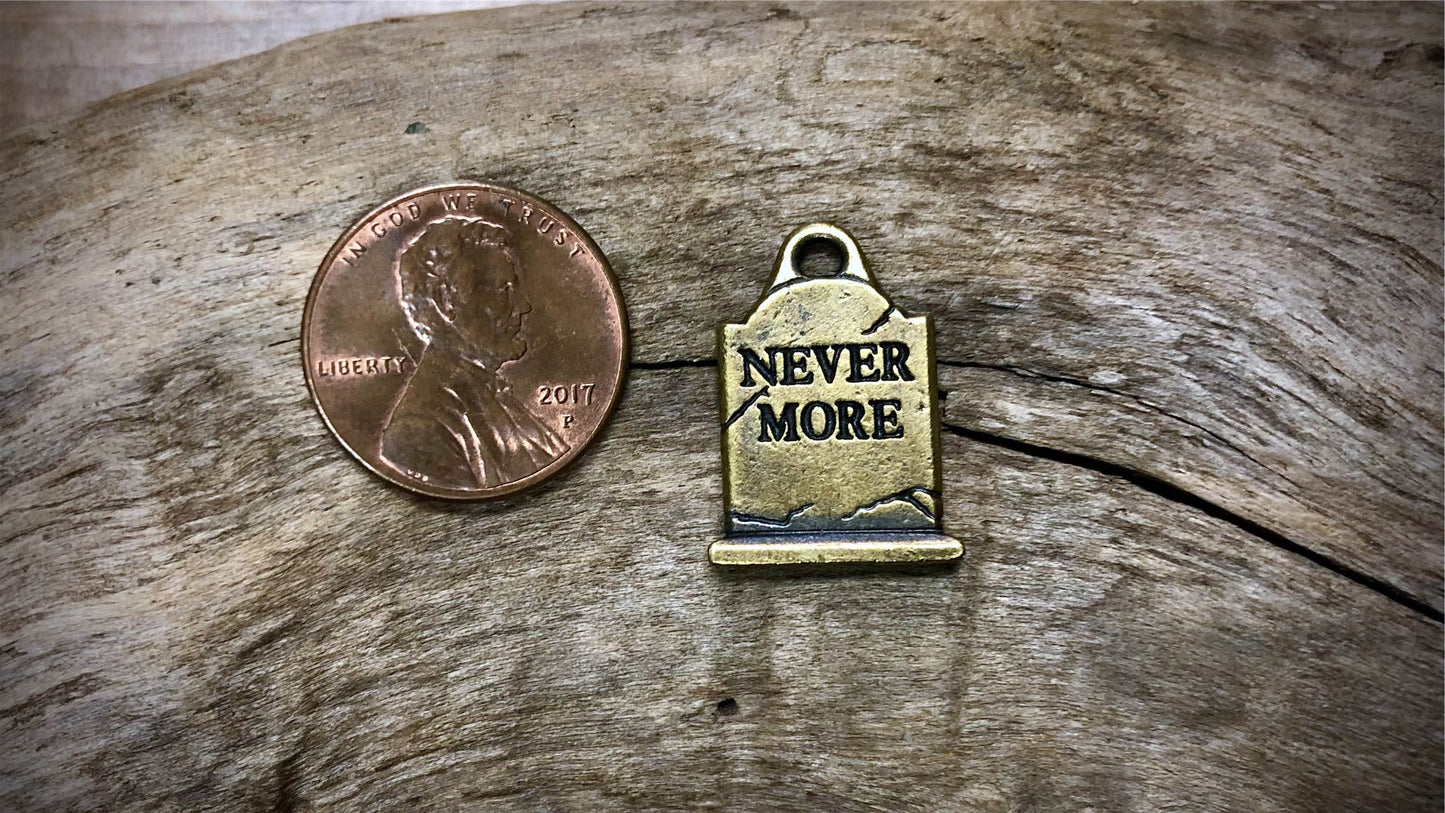 IN GOD WE TRUST
LIBERTY
2017
P
NEVER
MORE